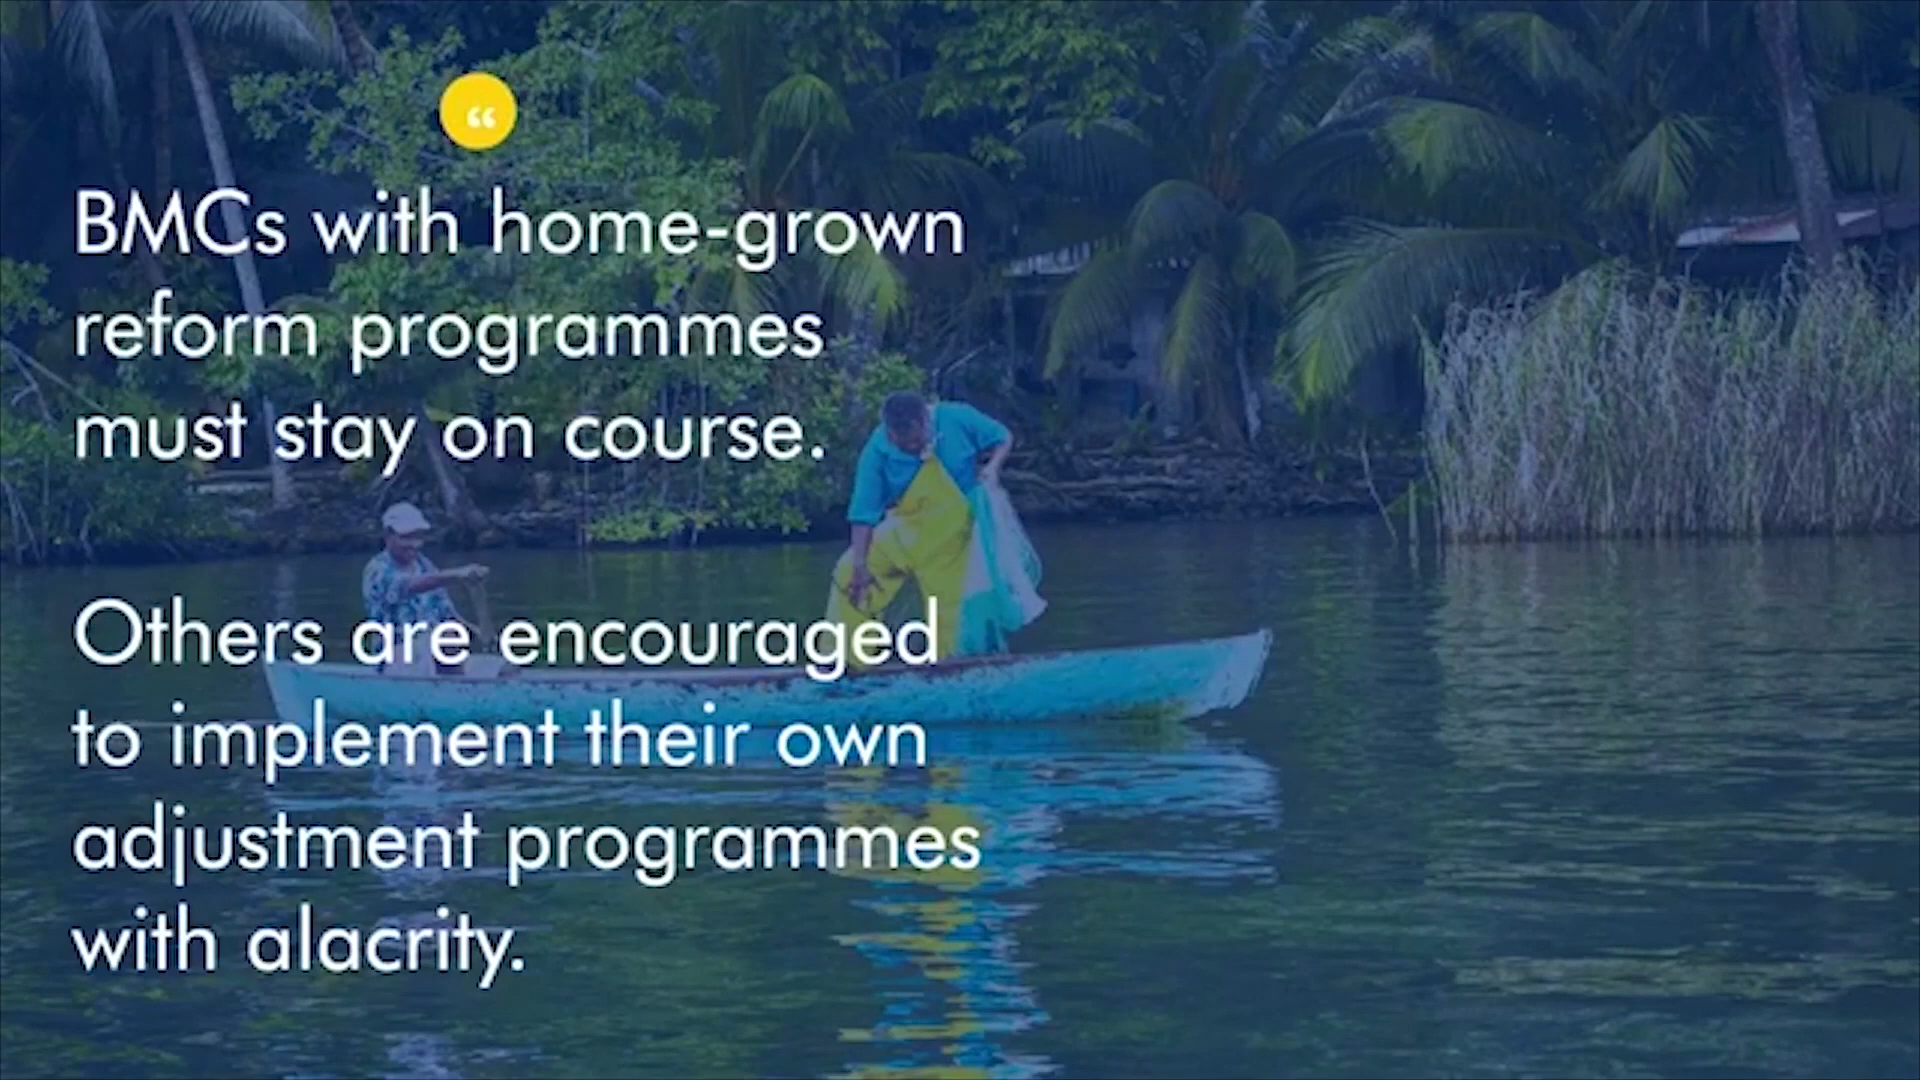 “
BMCs with home-grown
reform programmes
must stay on course.
Others are encouraged
to implement their own
adjustment programmes
with alacrity.